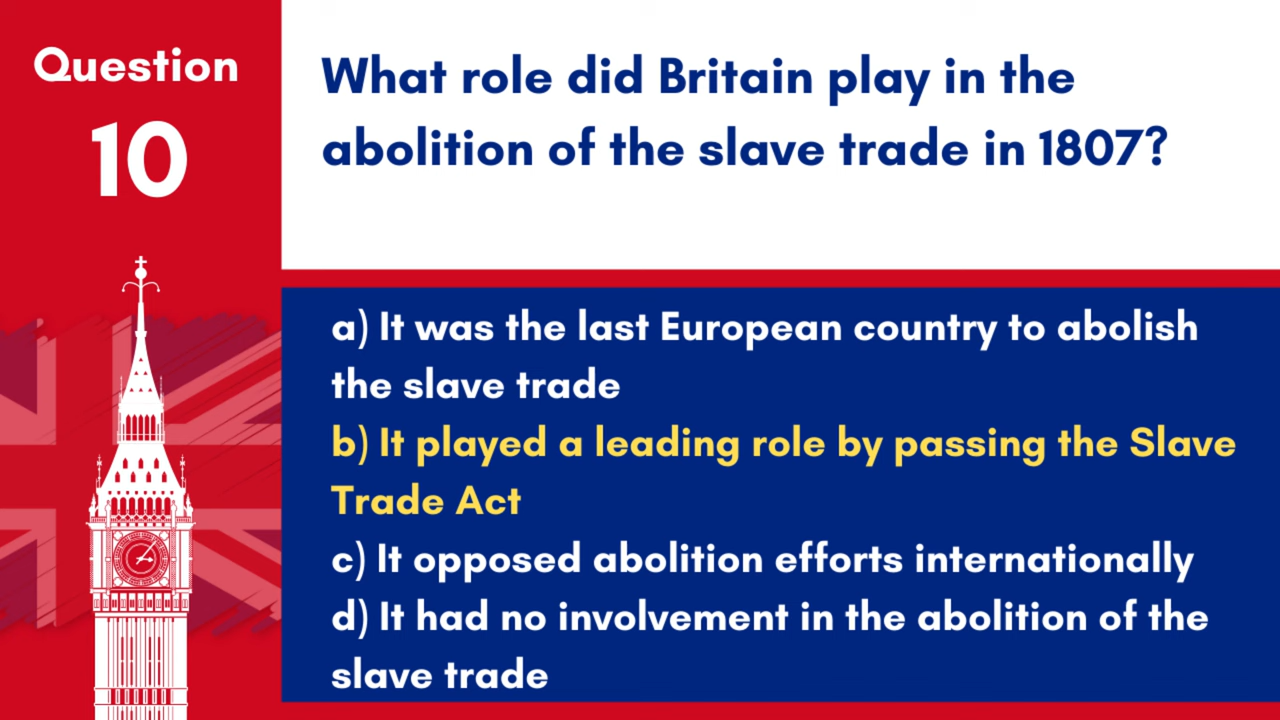 Question
10
What role did Britain play in the
abolition of the slave trade in 1807?
a) It was the last European country to abolish
the slave trade
b) It played a leading role by passing the Slave
Trade Act
c) It opposed abolition efforts internationally
d) It had no involvement in the abolition of the
slave trade